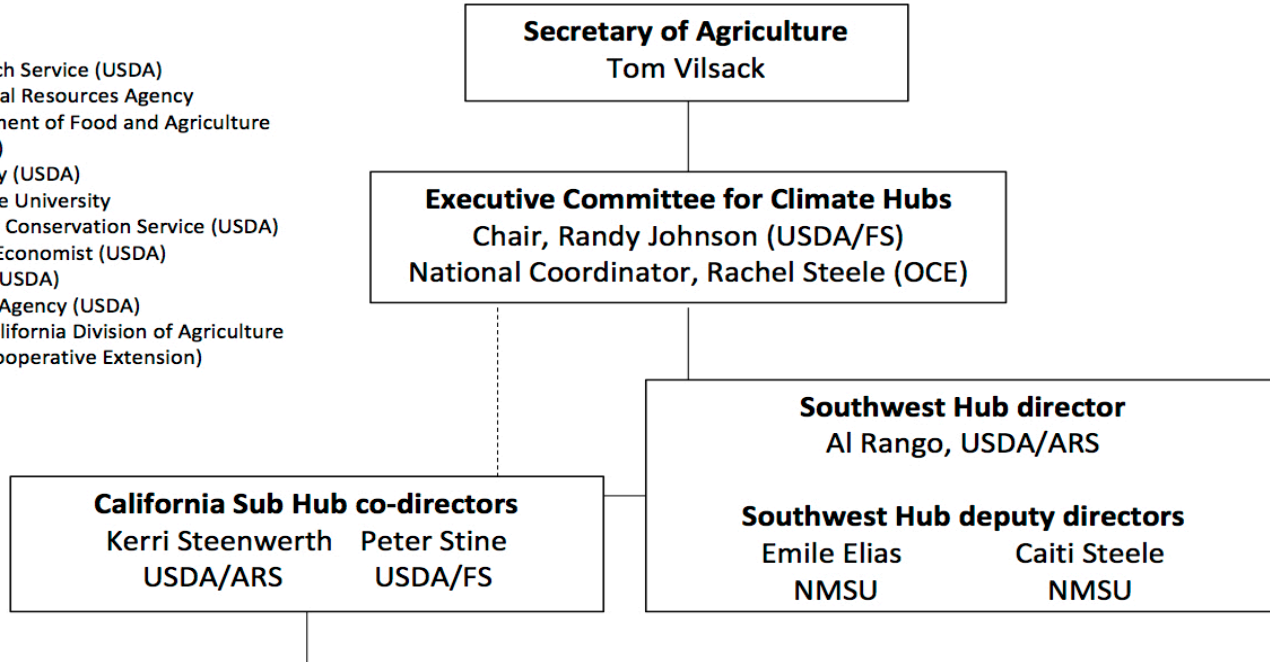 Secretary of Agriculture
Tom Vilsack
ch Service (USDA)
al Resources Agency
ment of Food and Agriculture
)
y (USDA)
e University
Conservation Service (USDA)
Economist (USDA)
USDA)
Agency (USDA)
lifornia Division of Agriculture
ooperative Extension)
Executive Committee for Climate Hubs
Chair, Randy Johnson (USDA/FS)
National Coordinator, Rachel Steele (OCE)
Southwest Hub director
Al Rango, USDA/ARS
Southwest Hub deputy directors
Emile Elias Caiti Steele
NMSU NMSU
California Sub Hub co-directors
Kerri Steenwerth Peter Stine
USDA/ARS USDA/FS